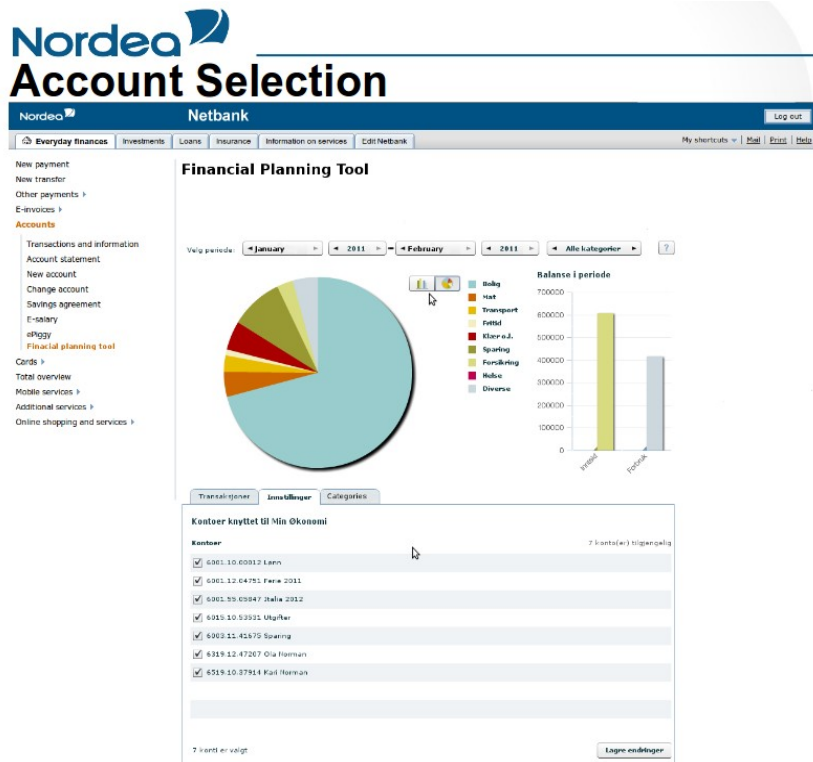 Nordea
Account Selection
Nordea Netbank Log out
Everyday finances Investments Loans Insurance Information on services Edit Netbank My shortcuts Mail Print Help
New payment
New transfer
Other payments
E-invoices
Accounts
Transactions and information
Account statement
New account
Change account
Savings agreement
E-salary
ePiggy
Finacial planning tool
Cards
Total overview
Mobile services
Additional services
Online shopping and services
Financial Planning Tool
Velg periode: January 2011 – February 2011 Alle kategorier ?
Bolig
Mat
Transport
Fritid
Klær o.l.
Sparing
Forsikring
Helse
Diverse
Balanse i periode
700000
600000
500000
400000
300000
200000
100000
0
Inntekt Forbruk
Transaksjoner Innstillinger Categories
Kontoer knyttet til Min Økonomi
Kontoer 7 konto(er) tilgjengelig
6001.10.00012 Lønn
6001.12.04751 Ferie 2011
6001.55.05847 Italia 2012
6015.10.53531 Utgifter
6003.11.41675 Sparing
6319.12.47207 Ola Norman
6519.10.37914 Kari Norman
7 konti er valgt Lagre endringer